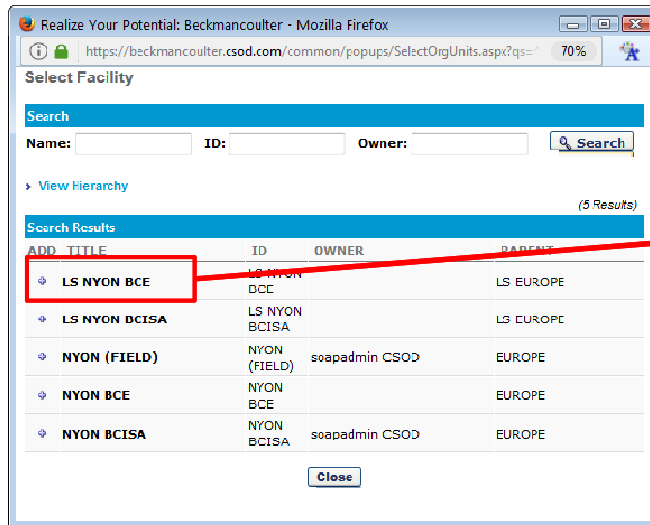 Realize Your Potential: Beckmancoulter - Mozilla Firefox
https://beckmancoulter.csod.com/common/popups/SelectOrgUnits.aspx?qs=^ 70%
Select Facility
Search
Name: ID: Owner: Search
View Hierarchy
(5 Results)
Search Results
ADD TITLE ID OWNER PARENT
LS NYON BCE LS NYON BCE LS EUROPE
LS NYON BCISA LS NYON BCISA LS EUROPE
NYON (FIELD) NYON (FIELD) soapadmin CSOD EUROPE
NYON BCE NYON BCE EUROPE
NYON BCISA NYON BCISA soapadmin CSOD EUROPE
Close